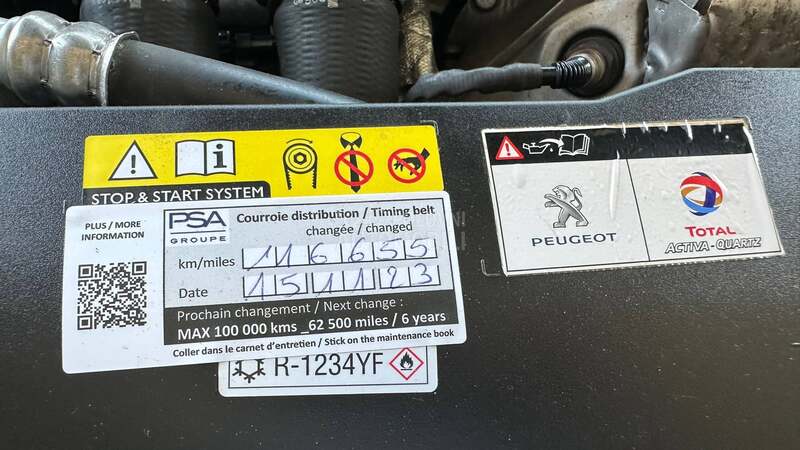 STOP & START SYSTEM
PLUS / MORE
INFORMATION
PSA
GROUPE
Courroie distribution / Timing belt
changée / changed
km/miles 116655
Date 151123
Prochain changement / Next change :
MAX 100 000 kms _62 500 miles / 6 years
Coller dans le carnet d'entretien / Stick on the maintenance book
R-1234YF
PEUGEOT
TOTAL
ACTIVA-QUARTZ